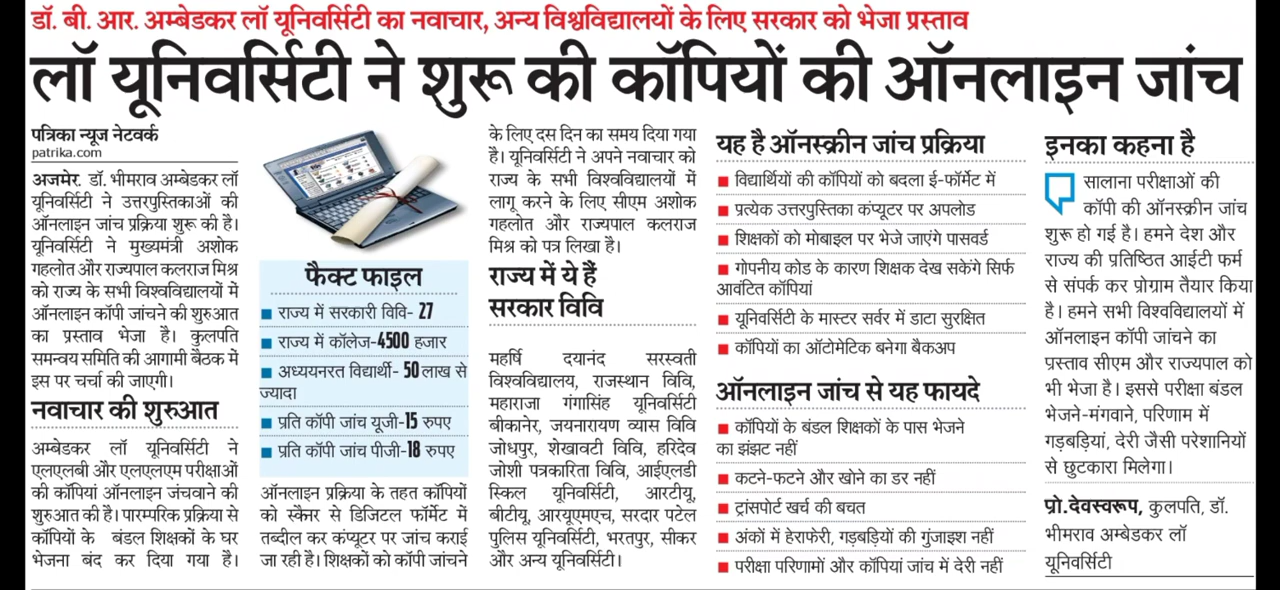 डॉ. बी. आर. अम्बेडकर लॉ यूनिवर्सिटी का नवाचार, अन्य विश्वविद्यालयों के लिए सरकार को भेजा प्रस्ताव
लॉ यूनिवर्सिटी ने शुरू की कॉपियों की ऑनलाइन जांच
पत्रिका न्यूज नेटवर्क
patrika.com
अजमेर. डॉ. भीमराव अम्बेडकर लॉ
यूनिवर्सिटी ने उत्तरपुस्तिकाओं की
ऑनलाइन जांच प्रक्रिया शुरू की है।
यूनिवर्सिटी ने मुख्यमंत्री अशोक
गहलोत और राज्यपाल कलराज मिश्र
को राज्य के सभी विश्वविद्यालयों में
ऑनलाइन कॉपी जांचने की शुरुआत
का प्रस्ताव भेजा है। कुलपति
समन्वय समिति की आगामी बैठक में
इस पर चर्चा की जाएगी।
नवाचार की शुरुआत
अम्बेडकर लॉ यूनिवर्सिटी ने
एलएलबी और एलएलएम परीक्षाओं
की कॉपियां ऑनलाइन जंचवाने की
शुरुआत की है। पारम्परिक प्रक्रिया से
कॉपियों के बंडल शिक्षकों के घर
भेजना बंद कर दिया गया है।
फैक्ट फाइल
राज्य में सरकारी विवि- 27
राज्य में कॉलेज-4500 हजार
अध्ययनरत विद्यार्थी- 50 लाख से
ज्यादा
प्रति कॉपी जांच यूजी-15 रुपए
प्रति कॉपी जांच पीजी-18 रुपए
ऑनलाइन प्रक्रिया के तहत कॉपियों
को स्कैनर से डिजिटल फॉर्मेट में
तब्दील कर कंप्यूटर पर जांच कराई
जा रही है। शिक्षकों को कॉपी जांचने
के लिए दस दिन का समय दिया गया
है। यूनिवर्सिटी ने अपने नवाचार को
राज्य के सभी विश्वविद्यालयों में
लागू करने के लिए सीएम अशोक
गहलोत और राज्यपाल कलराज
मिश्र को पत्र लिखा है।
राज्य में ये हैं
सरकार विवि
महर्षि दयानंद सरस्वती
विश्वविद्यालय, राजस्थान विवि,
महाराजा गंगासिंह यूनिवर्सिटी
बीकानेर, जयनारायण व्यास विवि
जोधपुर, शेखावटी विवि, हरिदेव
जोशी पत्रकारिता विवि, आईएलडी
स्किल यूनिवर्सिटी, आरटीयू,
बीटीयू, आरयूएमएच, सरदार पटेल
पुलिस यूनिवर्सिटी, भरतपुर, सीकर
और अन्य यूनिवर्सिटी।
यह है ऑनस्क्रीन जांच प्रक्रिया
विद्यार्थियों की कॉपियों को बदला ई-फॉर्मेट में
प्रत्येक उत्तरपुस्तिका कंप्यूटर पर अपलोड
शिक्षकों को मोबाइल पर भेजे जाएंगे पासवर्ड
गोपनीय कोड के कारण शिक्षक देख सकेंगे सिर्फ
आवंटित कॉपियां
यूनिवर्सिटी के मास्टर सर्वर में डाटा सुरक्षित
कॉपियों का ऑटोमेटिक बनेगा बैकअप
ऑनलाइन जांच से यह फायदे
कॉपियों के बंडल शिक्षकों के पास भेजने
का झंझट नहीं
कटने-फटने और खोने का डर नहीं
ट्रांसपोर्ट खर्च की बचत
अंकों में हेराफेरी, गड़बड़ियों की गुंजाइश नहीं
परीक्षा परिणामों और कॉपियां जांच में देरी नहीं
इनका कहना है
सालाना परीक्षाओं की
कॉपी की ऑनस्क्रीन जांच
शुरू हो गई है। हमने देश और
राज्य की प्रतिष्ठित आईटी फर्म
से संपर्क कर प्रोग्राम तैयार किया
है। हमने सभी विश्वविद्यालयों में
ऑनलाइन कॉपी जांचने का
प्रस्ताव सीएम और राज्यपाल को
भी भेजा है। इससे परीक्षा बंडल
भेजने-मंगवाने, परिणाम में
गड़बड़ियां, देरी जैसी परेशानियों
से छुटकारा मिलेगा।
प्रो.देवस्वरूप, कुलपति, डॉ.
भीमराव अम्बेडकर लॉ
यूनिवर्सिटी